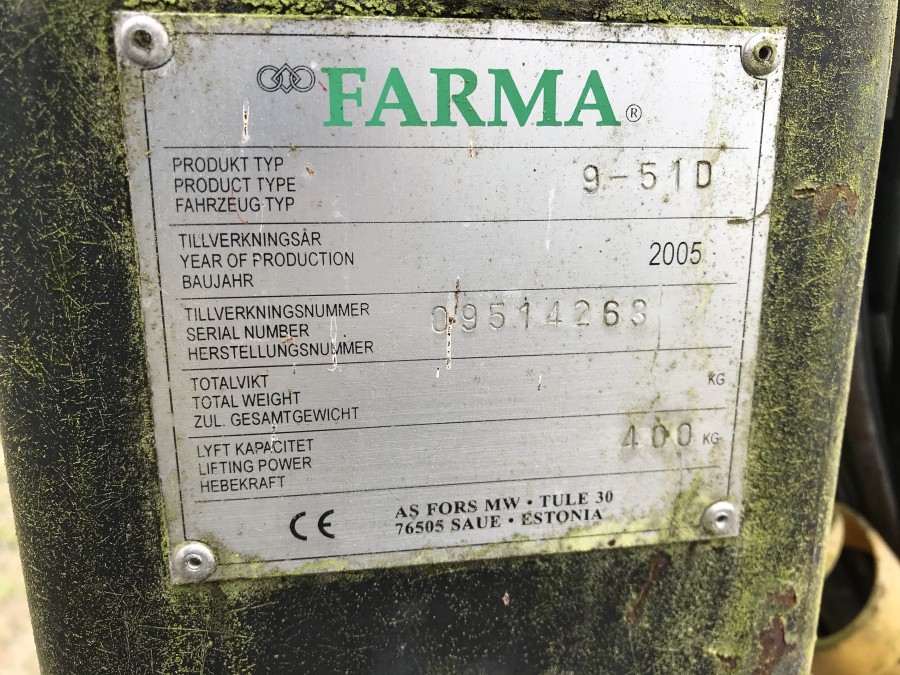 FARMA®
PRODUKT TYP
PRODUCT TYPE 9-51D
FAHRZEUG TYP
TILLVERKNINGSÅR
YEAR OF PRODUCTION 2005
BAUJAHR
TILLVERKNINGSNUMMER
SERIAL NUMBER 09514263
HERSTELLUNGSNUMMER
TOTALVIKT
TOTAL WEIGHT KG
ZUL. GESAMTGEWICHT
LYFT KAPACITET
LIFTING POWER 400 KG
HEBEKRAFT
CE
AS FORS MW • TULE 30
76505 SAUE • ESTONIA